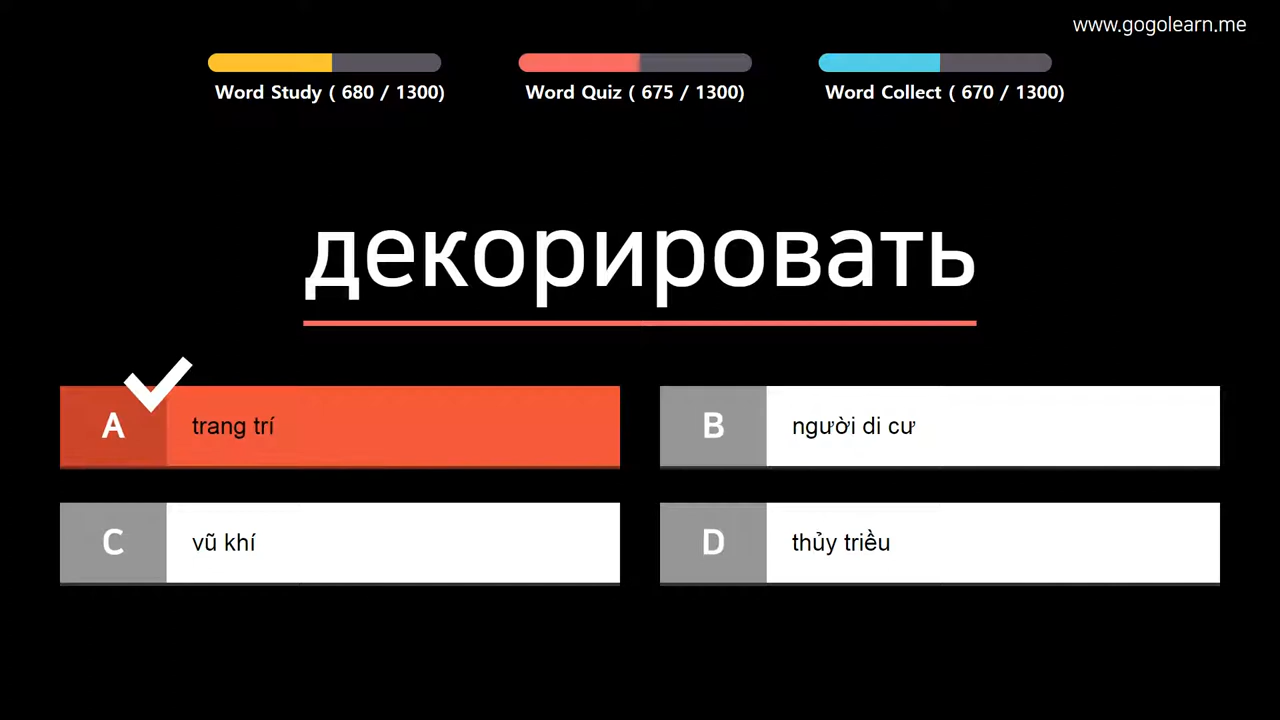 www.gogolearn.me
Word Study ( 680 / 1300)
Word Quiz ( 675 / 1300)
Word Collect ( 670 / 1300)
декорировать
A trang trí
B người di cư
C vũ khí
D thủy triều